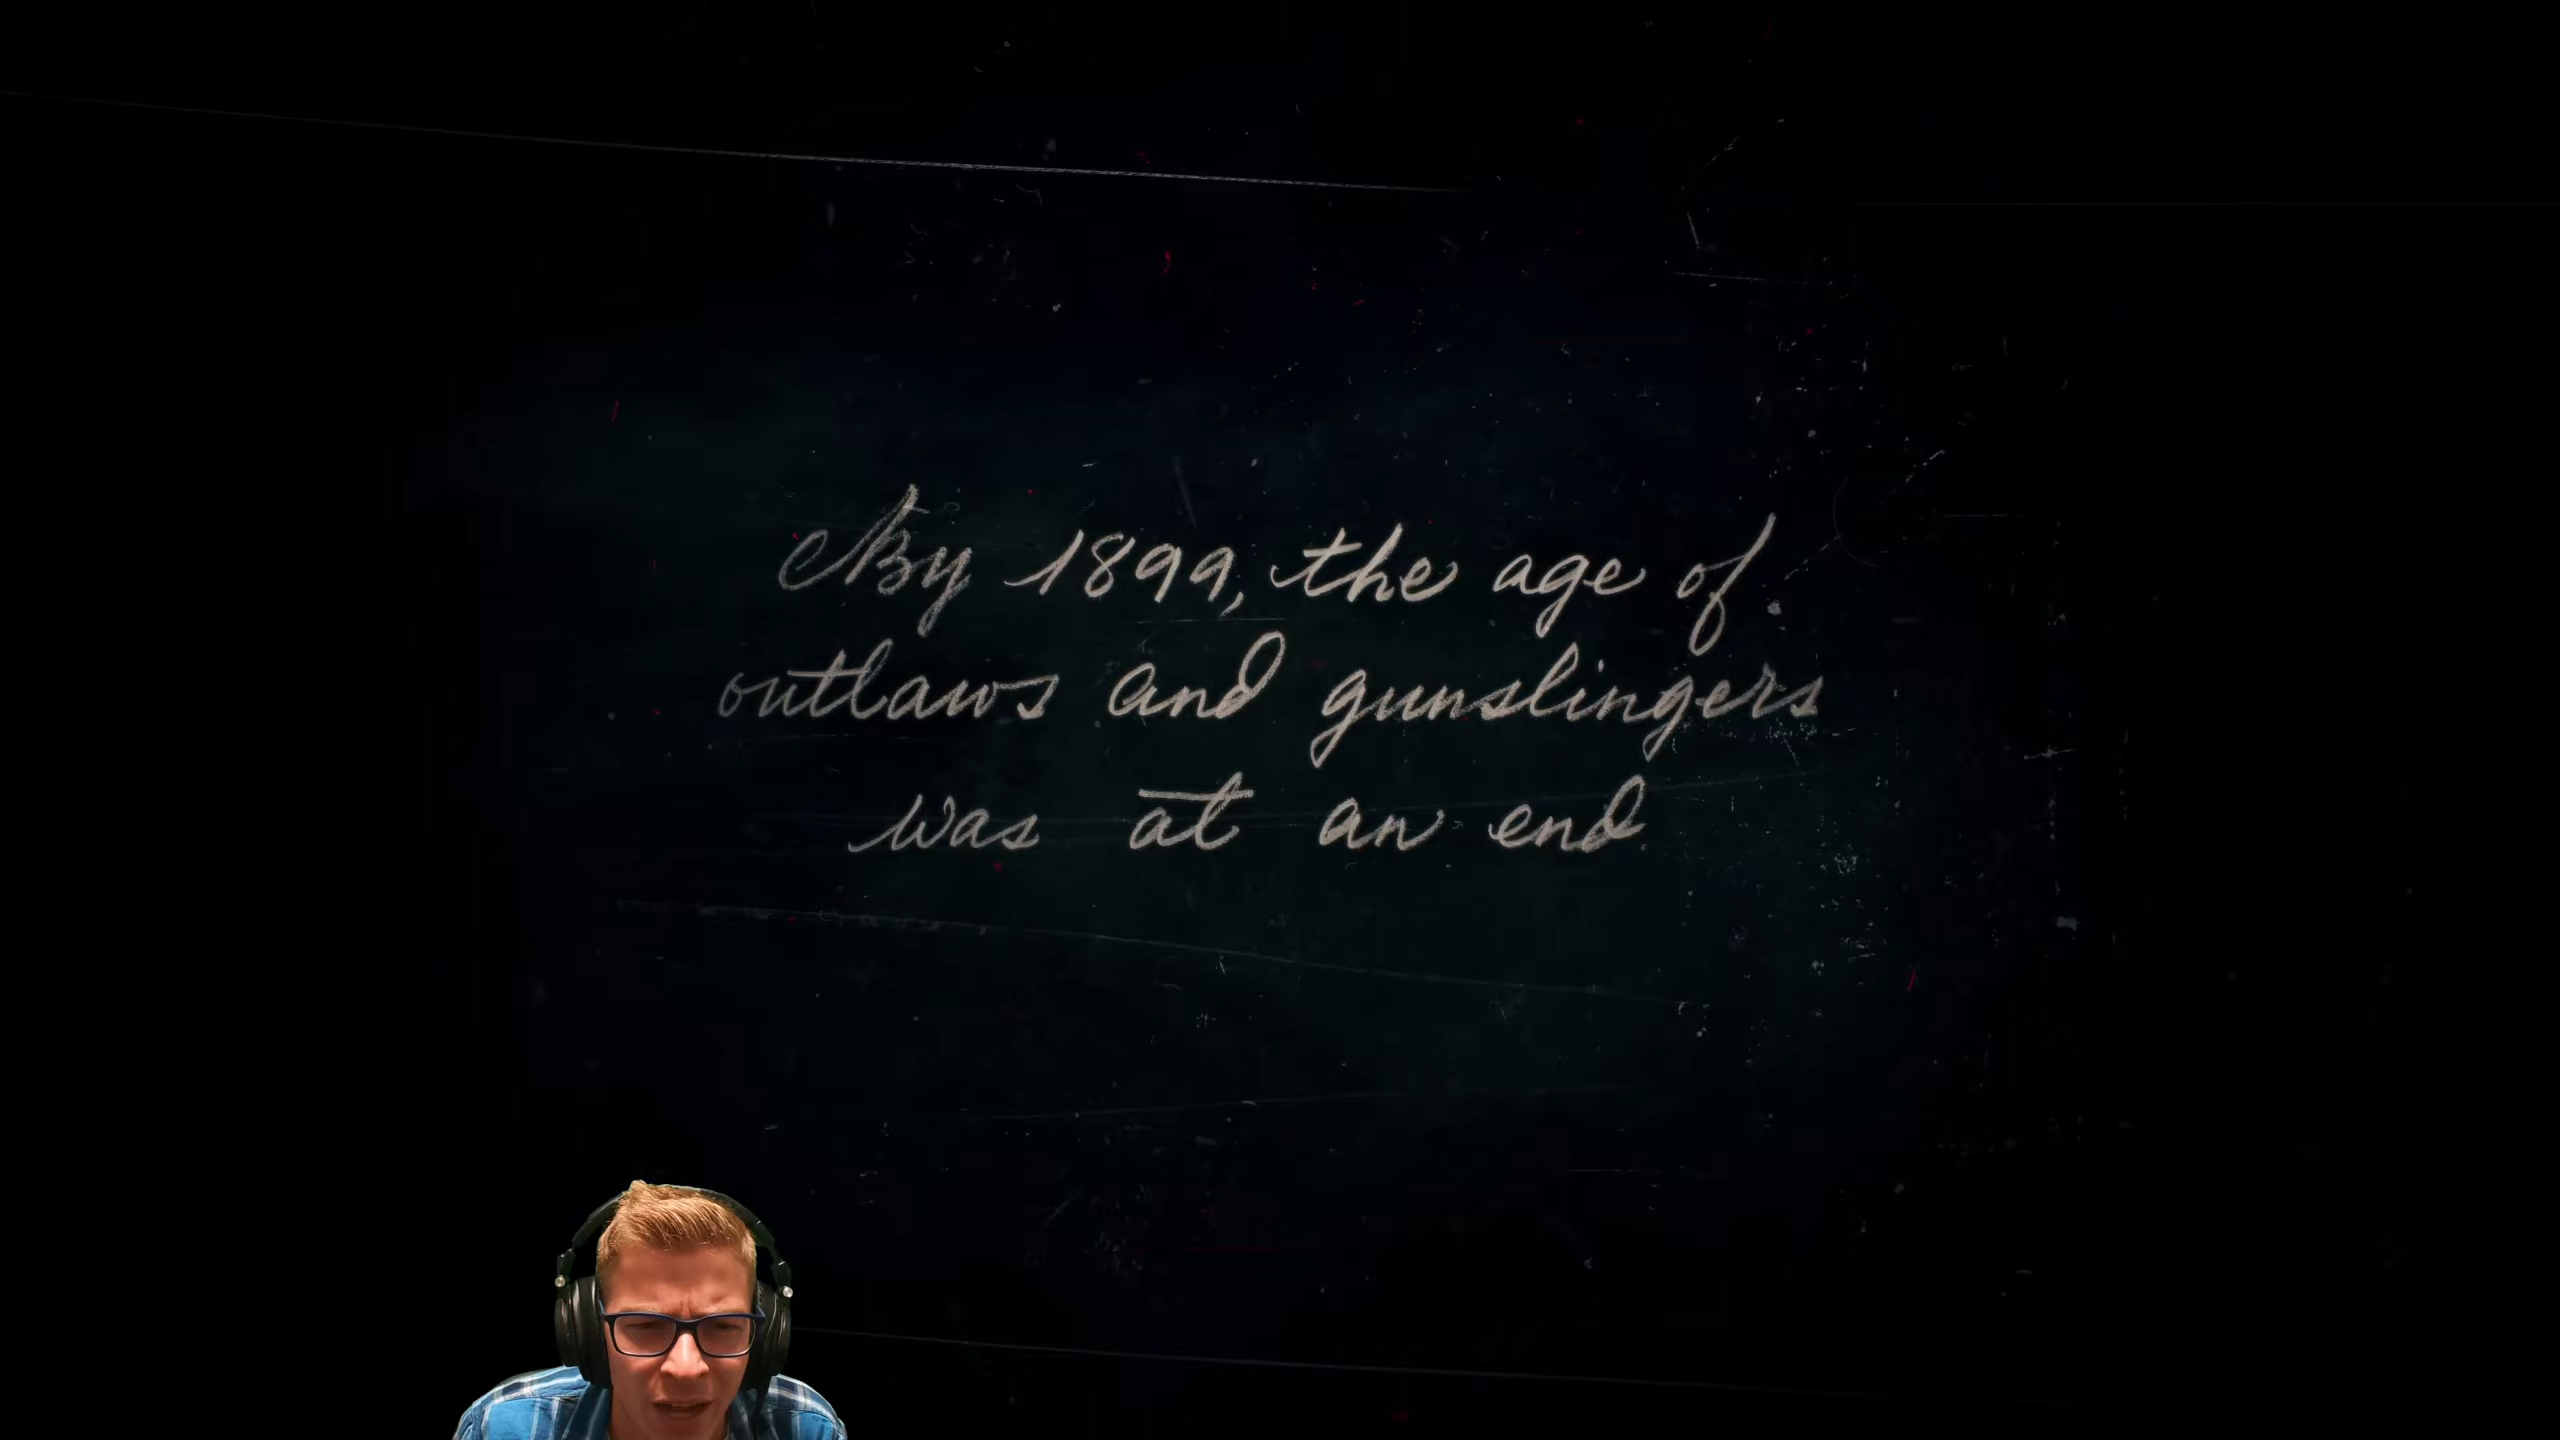 By 1899, the age of
outlaws and gunslingers
was at an end.